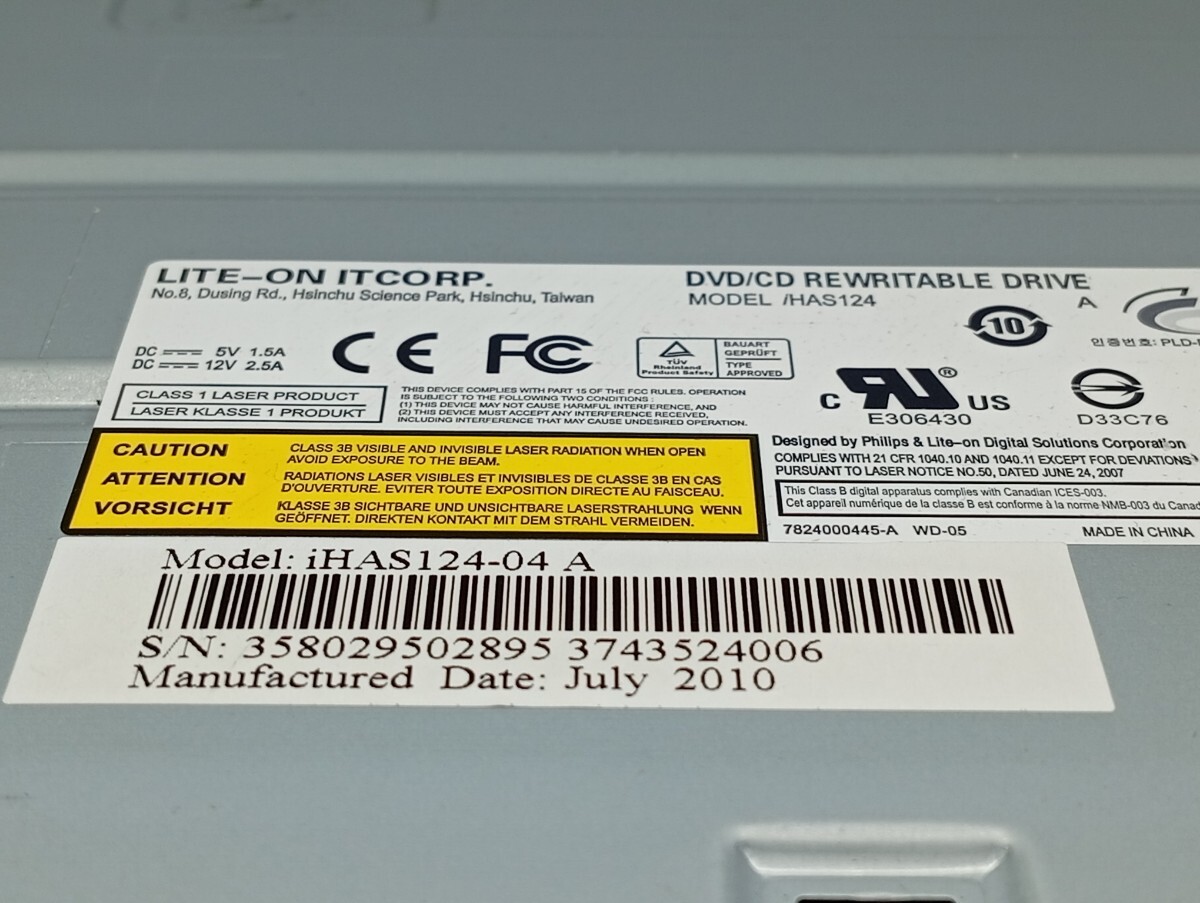 LITE-ON ITCORP.
No.8, Dusing Rd., Hsinchu Science Park, Hsinchu, Taiwan
DVD/CD REWRITABLE DRIVE
MODEL /HAS124 A
DC 5V 1.5A
DC 12V 2.5A
CE FC
TÜV
Rheinland
Product Safety
BAUART
GEPRÜFT
TYPE
APPROVED
10
인증번호: PLD-
CLASS 1 LASER PRODUCT
LASER KLASSE 1 PRODUKT
THIS DEVICE COMPLIES WITH PART 15 OF THE FCC RULES. OPERATION
IS SUBJECT TO THE FOLLOWING TWO CONDITIONS:
(1) THIS DEVICE MAY NOT CAUSE HARMFUL INTERFERENCE, AND
(2) THIS DEVICE MUST ACCEPT ANY INTERFERENCE RECEIVED,
INCLUDING INTERFERENCE THAT MAY CAUSE UNDESIRED OPERATION.
c RU ® US
E306430
D33C76
CAUTION CLASS 3B VISIBLE AND INVISIBLE LASER RADIATION WHEN OPEN
AVOID EXPOSURE TO THE BEAM.
ATTENTION RADIATIONS LASER VISIBLES ET INVISIBLES DE CLASSE 3B EN CAS
D'OUVERTURE. EVITER TOUTE EXPOSITION DIRECTE AU FAISCEAU.
VORSICHT KLASSE 3B SICHTBARE UND UNSICHTBARE LASERSTRAHLUNG WENN
GEÖFFNET. DIREKTEN KONTAKT MIT DEM STRAHL VERMEIDEN.
Designed by Philips & Lite-on Digital Solutions Corporation
COMPLIES WITH 21 CFR 1040.10 AND 1040.11 EXCEPT FOR DEVIATIONS
PURSUANT TO LASER NOTICE NO.50, DATED JUNE 24, 2007
This Class B digital apparatus complies with Canadian ICES-003.
Cet appareil numérique de la classe B est conforme à la norme NMB-003 du Canada
7824000445-A WD-05 MADE IN CHINA
Model: iHAS124-04 A
S/N: 358029502895 3743524006
Manufactured Date: July 2010